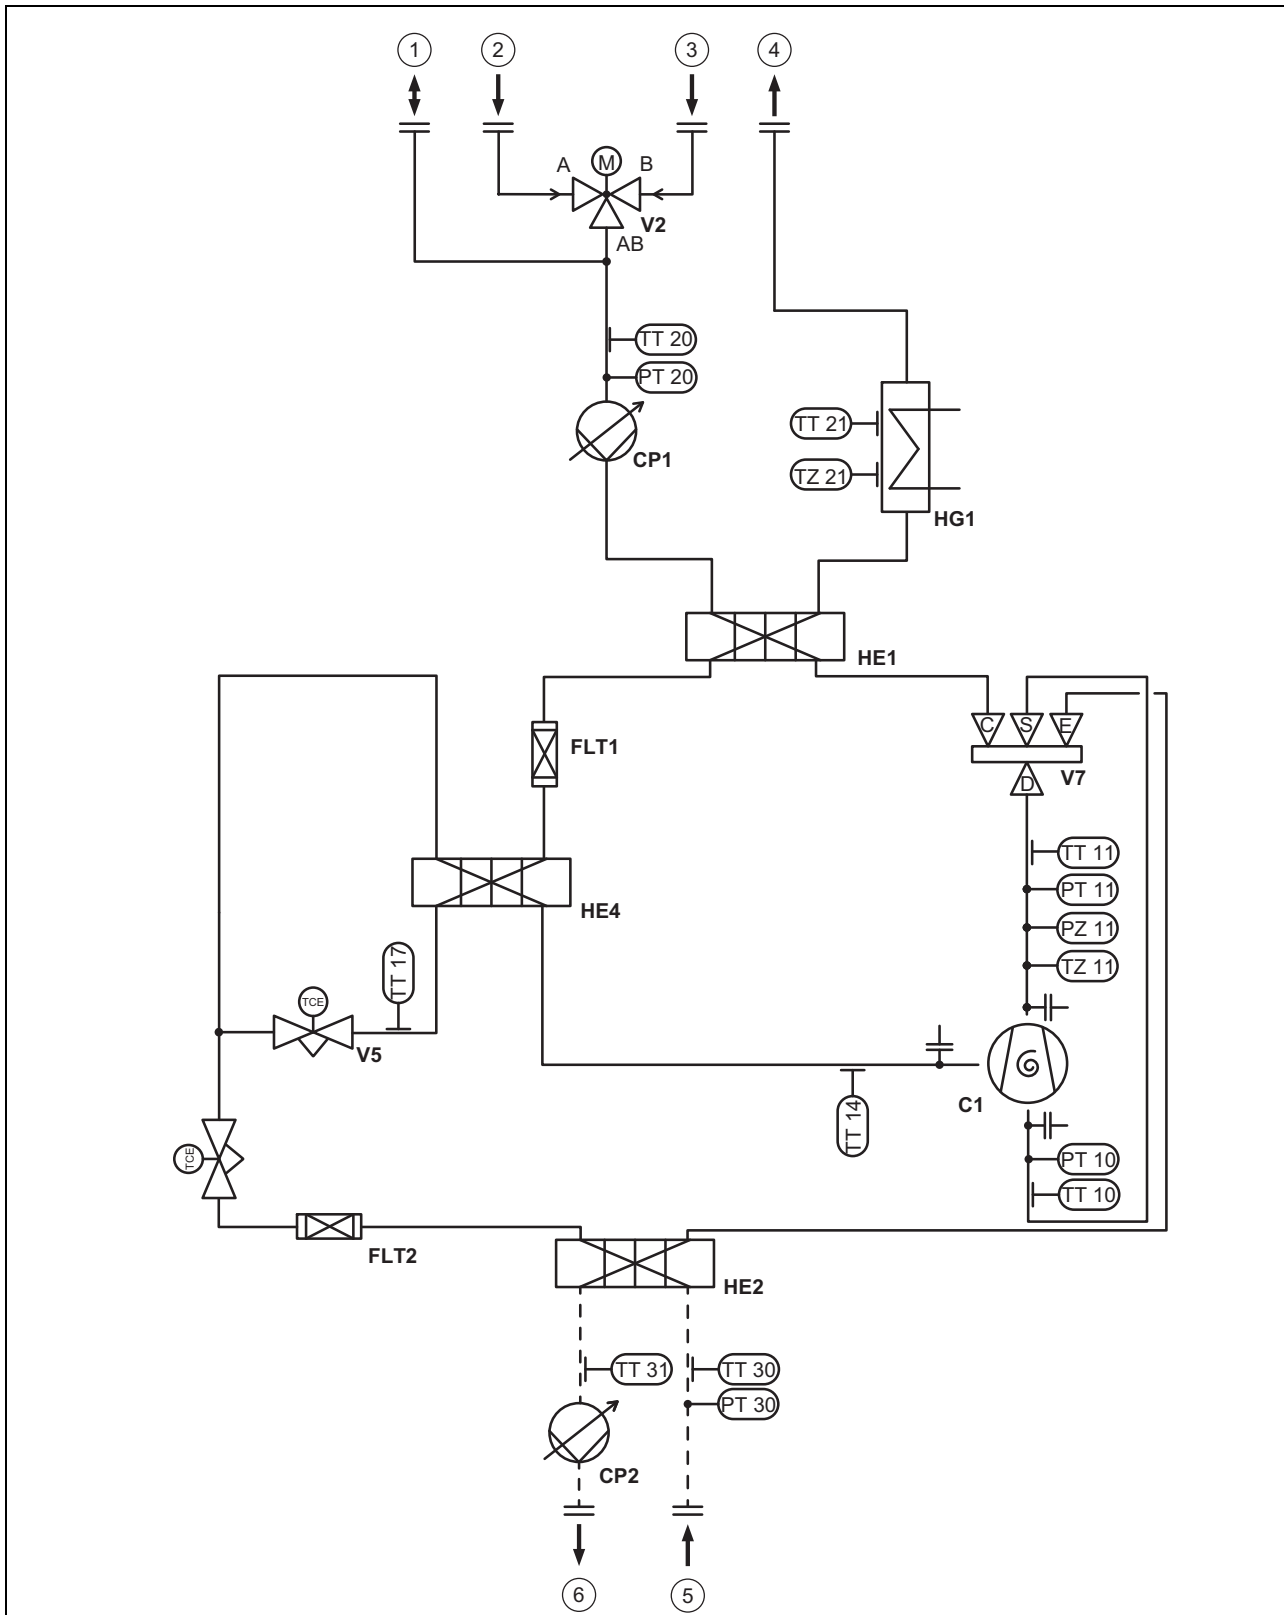 1
2
3
4
M
A
B
V2
AB
TT 20
PT 20
CP1
TT 21
TZ 21
HG1
HE1
C
S
E
V7
D
FLT1
TT 11
PT 11
PZ 11
TZ 11
HE4
TT 17
TCE
V5
C1
TT 14
TCE
PT 10
TT 10
FLT2
HE2
TT 31
TT 30
PT 30
CP2
6
5